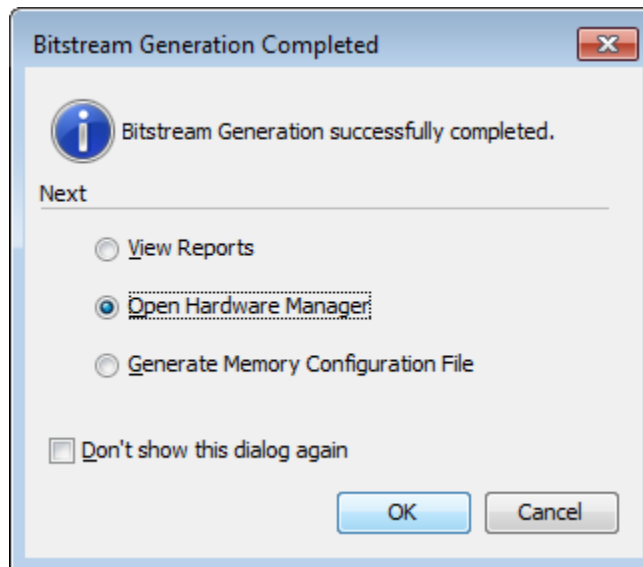 Bitstream Generation Completed
Bitstream Generation successfully completed.
Next
View Reports
Open Hardware Manager
Generate Memory Configuration File
Don't show this dialog again
OK
Cancel